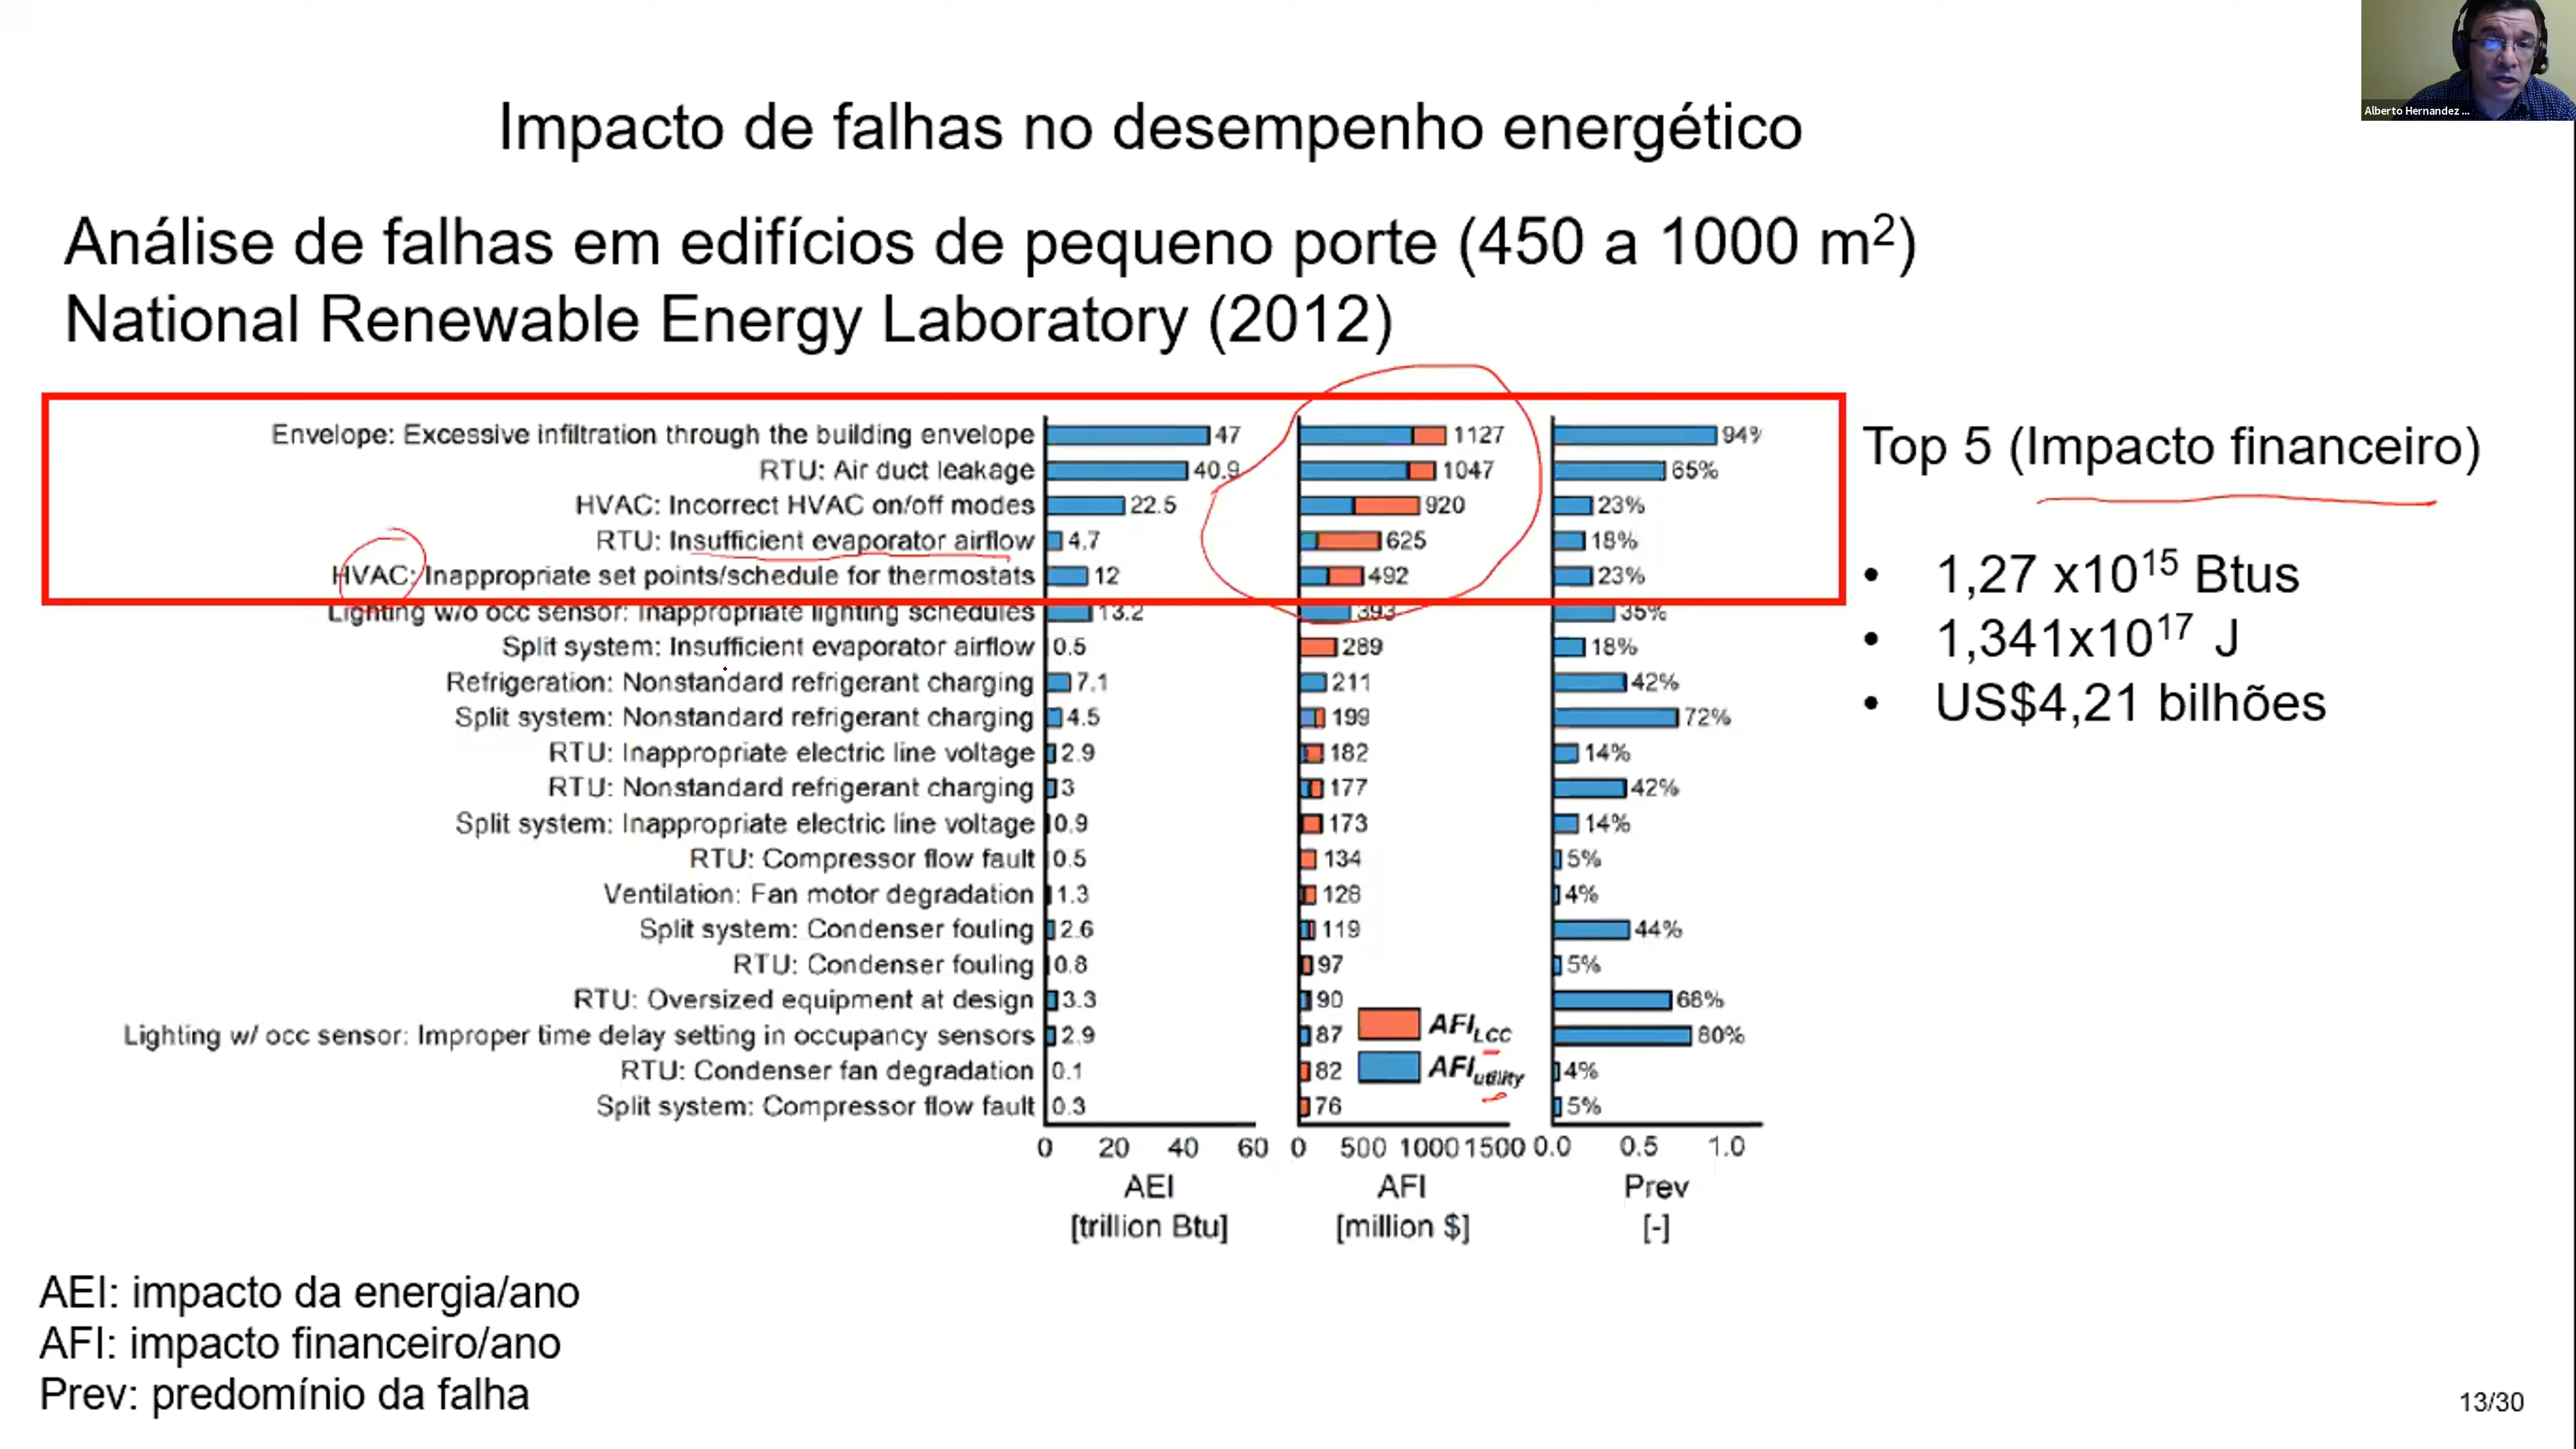 Alberto Hernandez ...
Impacto de falhas no desempenho energético
Análise de falhas em edifícios de pequeno porte (450 a 1000 m²)
National Renewable Energy Laboratory (2012)
Envelope: Excessive infiltration through the building envelope 47 1127 94%
RTU: Air duct leakage 40.9 1047 65%
HVAC: Incorrect HVAC on/off modes 22.5 920 23%
RTU: Insufficient evaporator airflow 4.7 625 18%
HVAC: Inappropriate set points/schedule for thermostats 12 492 23%
Lighting w/o occ sensor: Inappropriate lighting schedules 13.2 393 35%
Split system: Insufficient evaporator airflow 0.5 289 18%
Refrigeration: Nonstandard refrigerant charging 7.1 211 42%
Split system: Nonstandard refrigerant charging 4.5 199 72%
RTU: Inappropriate electric line voltage 2.9 182 14%
RTU: Nonstandard refrigerant charging 3 177 42%
Split system: Inappropriate electric line voltage 0.9 173 14%
RTU: Compressor flow fault 0.5 134 5%
Ventilation: Fan motor degradation 1.3 128 4%
Split system: Condenser fouling 2.6 119 44%
RTU: Condenser fouling 0.8 97 5%
RTU: Oversized equipment at design 3.3 90 68%
Lighting w/ occ sensor: Improper time delay setting in occupancy sensors 2.9 87 80%
RTU: Condenser fan degradation 0.1 82 4%
Split system: Compressor flow fault 0.3 76 5%
AFI LCC
AFI utility
0 20 40 60 0 500 1000 1500 0.0 0.5 1.0
AEI AFI Prev
[trillion Btu] [million $] [-]
Top 5 (Impacto financeiro)
• 1,27 x10¹⁵ Btus
• 1,341x10¹⁷ J
• US$4,21 bilhões
AEI: impacto da energia/ano
AFI: impacto financeiro/ano
Prev: predomínio da falha
13/30